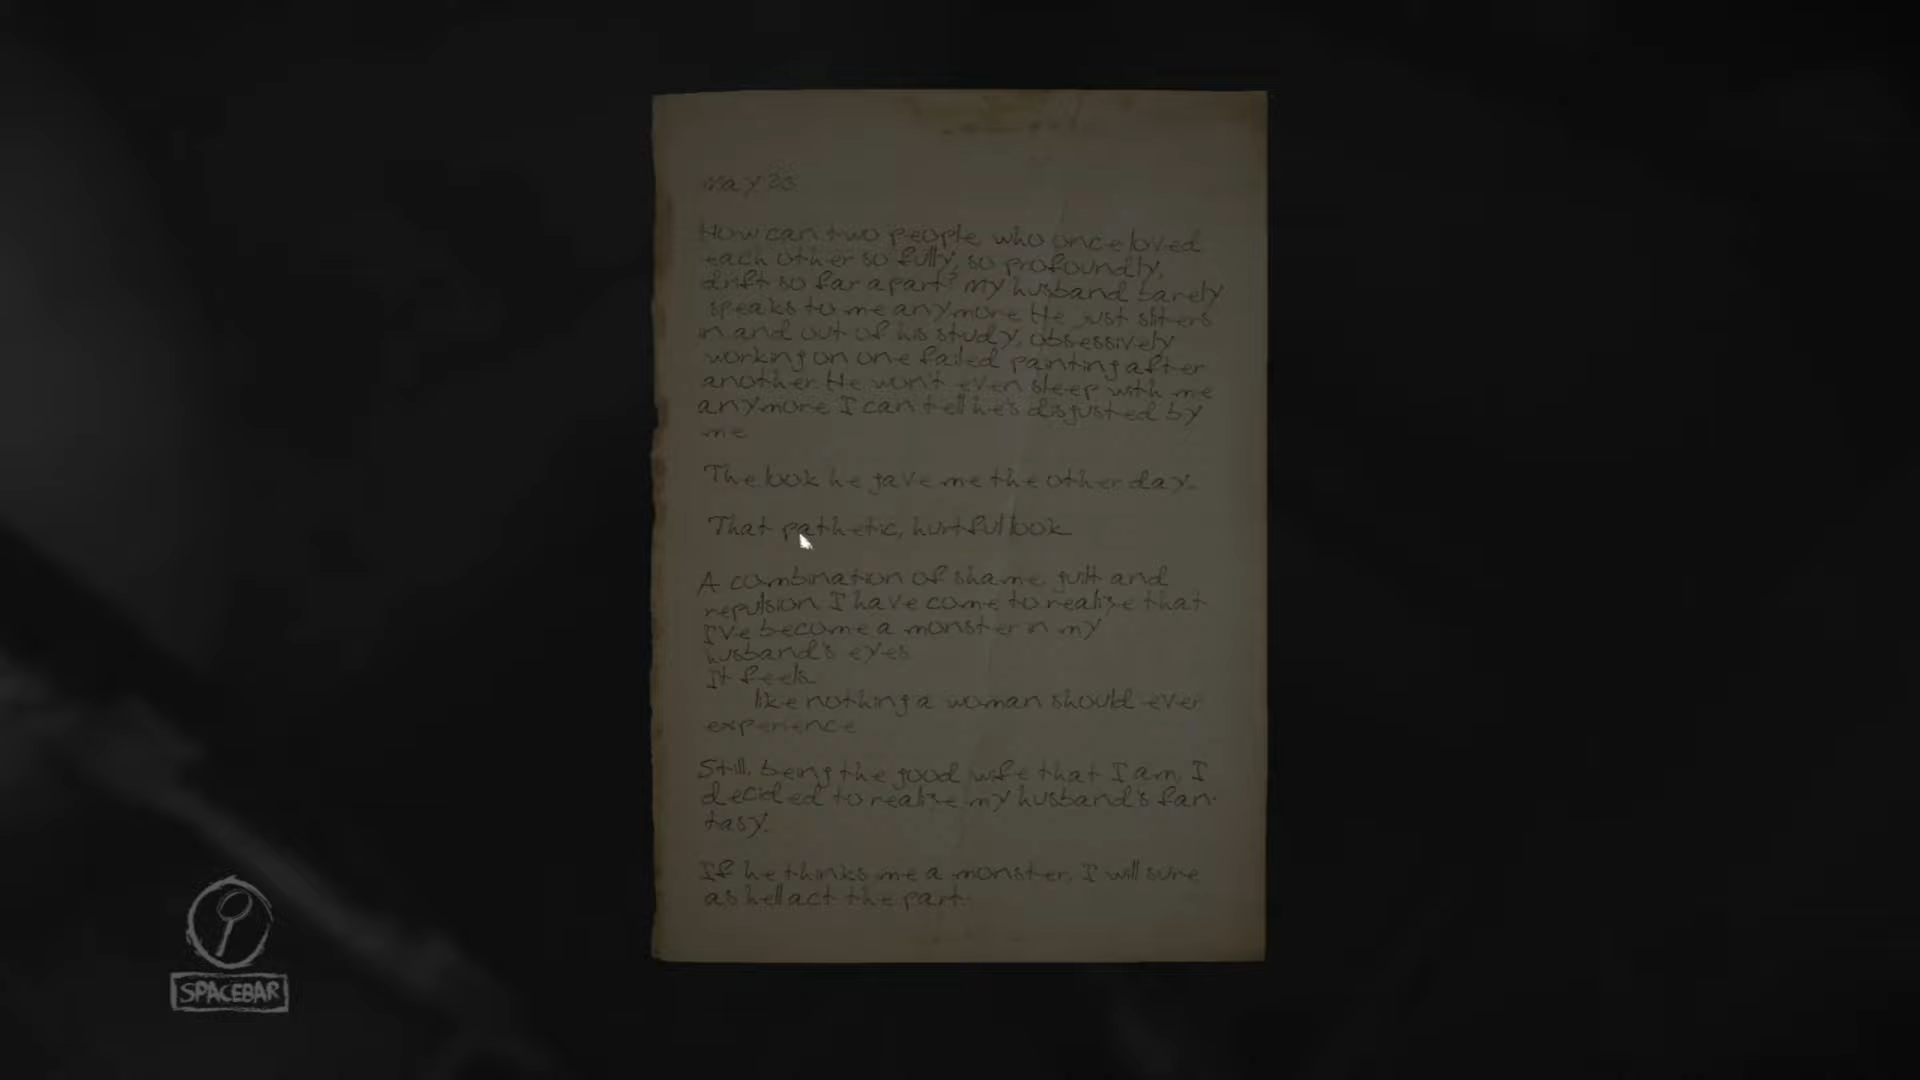 May 23
How can two people who once loved
each other so fully, so profoundly,
drift so far apart? My husband barely
speaks to me anymore He just slithers
in and out of his study, obsessively
working on one failed painting after
another. He won't even sleep with me
anymore I can tell he's disgusted by
me
The look he gave me the other day.
That pathetic, hurtful look
A combination of shame, guilt and
repulsion I have come to realize that
I've become a monster in my
husband's eyes
It feels
like nothing a woman should ever
experience
Still, being the good wife that I am, I
decided to realize my husband's fan-
tasy.
If he thinks me a monster, I will sure
as hell act the part.
SPACEBAR